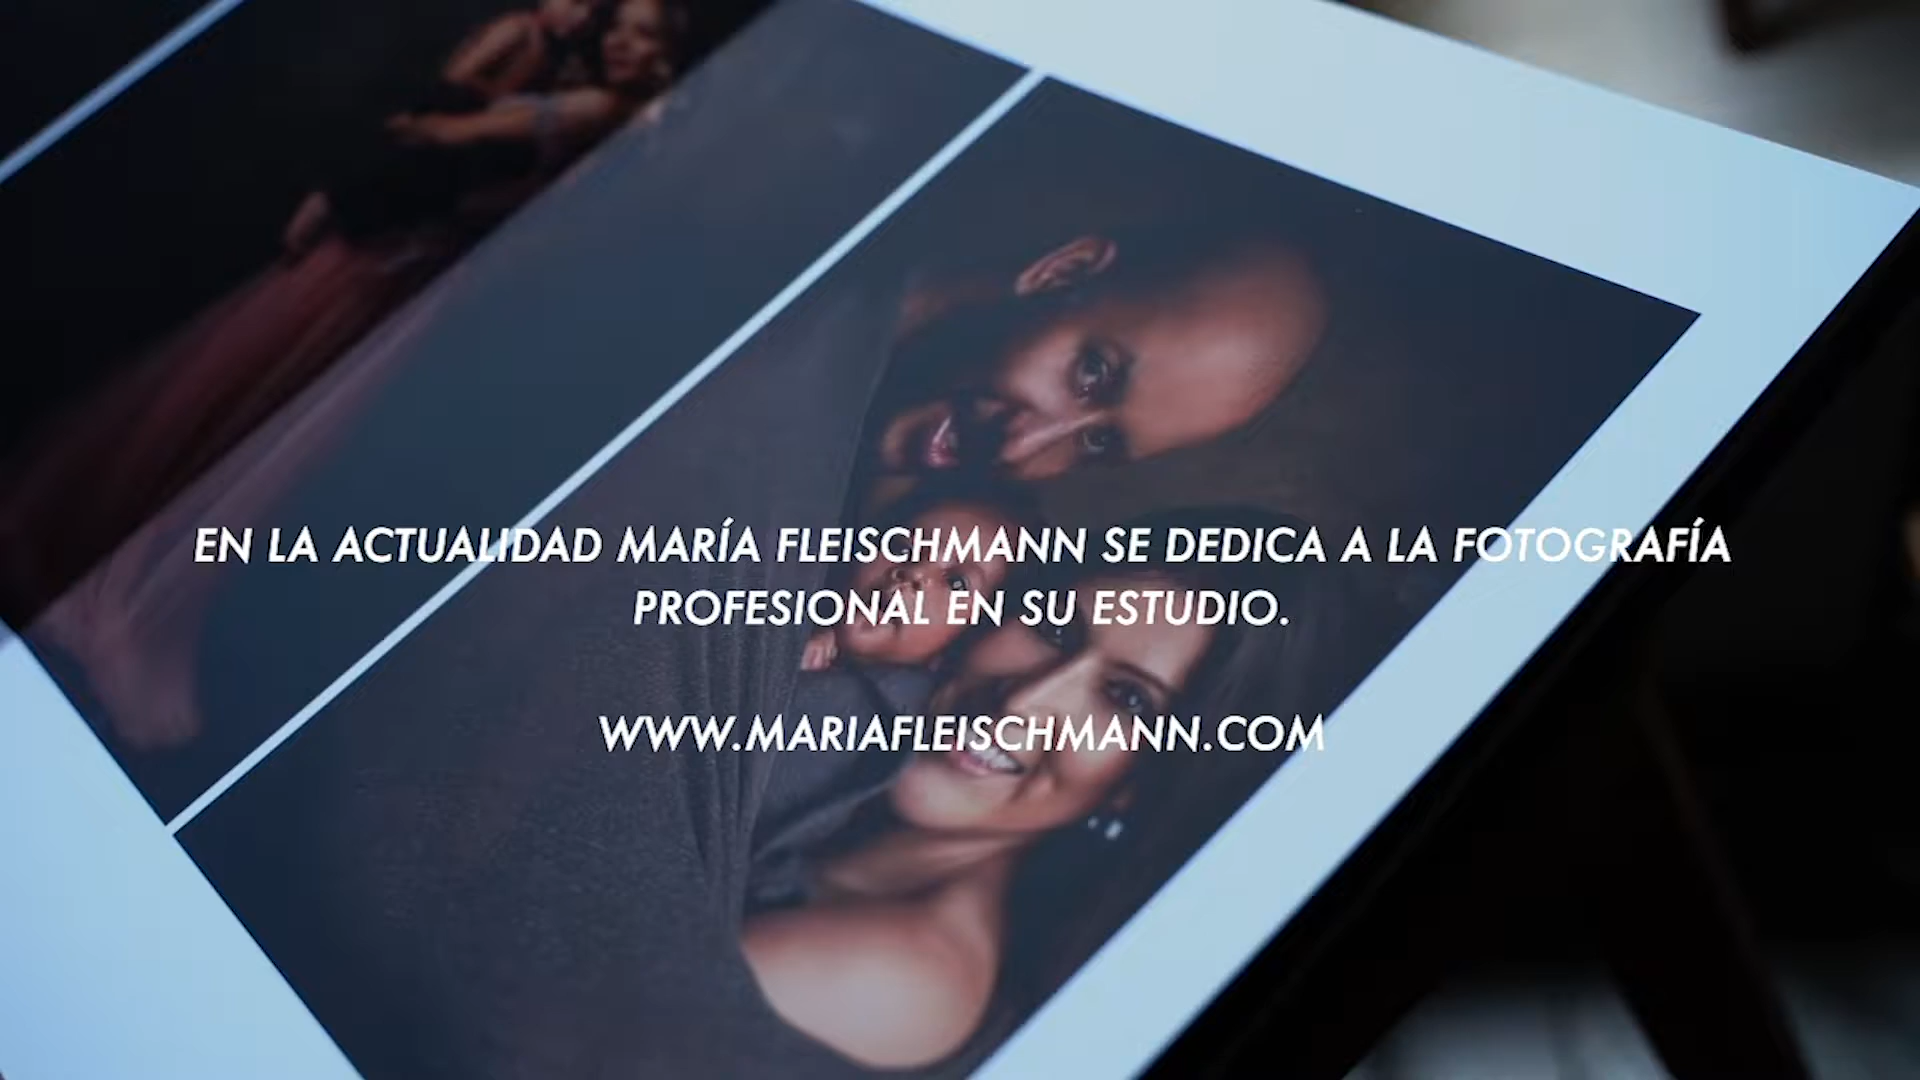 EN LA ACTUALIDAD MARÍA FLEISCHMANN SE DEDICA A LA FOTOGRAFÍA
PROFESIONAL EN SU ESTUDIO.
WWW.MARIAFLEISCHMANN.COM